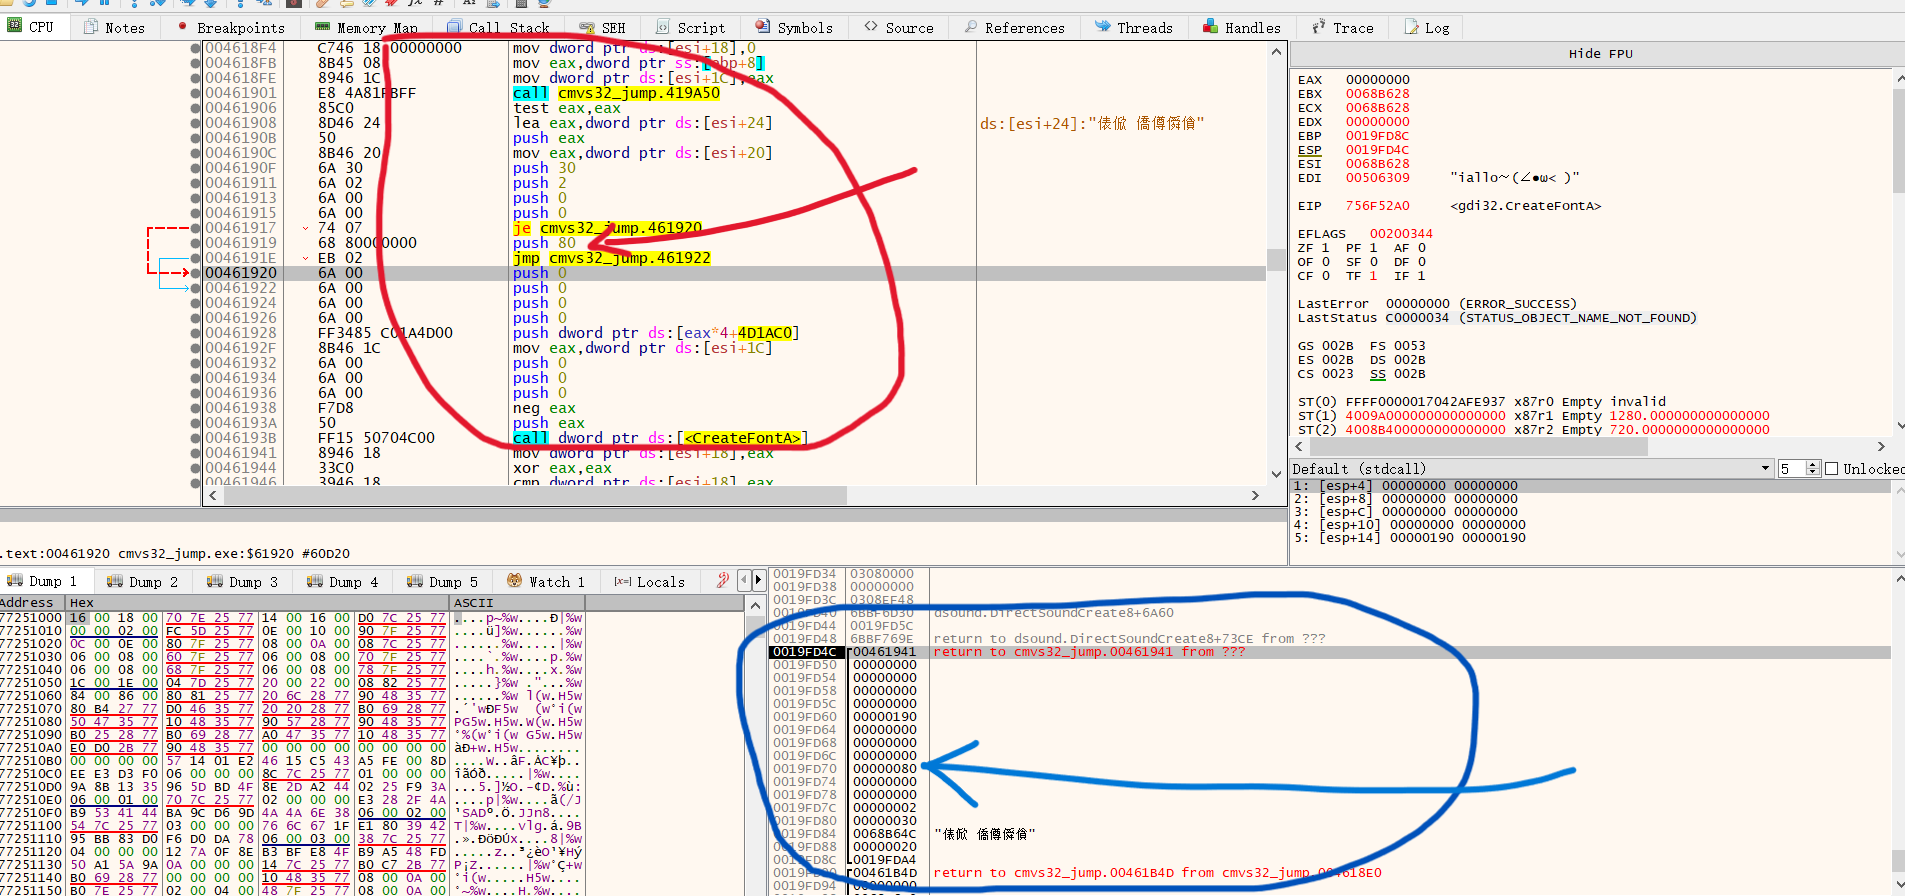 CPU Notes Breakpoints Memory Map Call Stack SEH Script Symbols Source References Threads Handles Trace Log
004618F4 C746 18 00000000 mov dword ptr ds:[esi+18],0
004618FB 8B45 08 mov eax,dword ptr ss:[ebp+8]
004618FE 8946 1C mov dword ptr ds:[esi+1C],eax
00461901 E8 4A81FBFF call cmvs32_jump.419A50
00461906 85C0 test eax,eax
00461908 8D46 24 lea eax,dword ptr ds:[esi+24] ds:[esi+24]:"俵俽 僑僔僢僋"
0046190B 50 push eax
0046190C 8B46 20 mov eax,dword ptr ds:[esi+20]
0046190F 6A 30 push 30
00461911 6A 02 push 2
00461913 6A 00 push 0
00461915 6A 00 push 0
00461917 74 07 je cmvs32_jump.461920
00461919 68 80000000 push 80
0046191E EB 02 jmp cmvs32_jump.461922
00461920 6A 00 push 0
00461922 6A 00 push 0
00461924 6A 00 push 0
00461926 6A 00 push 0
00461928 FF3485 C01A4D00 push dword ptr ds:[eax*4+4D1AC0]
0046192F 8B46 1C mov eax,dword ptr ds:[esi+1C]
00461932 6A 00 push 0
00461934 6A 00 push 0
00461936 6A 00 push 0
00461938 F7D8 neg eax
0046193A 50 push eax
0046193B FF15 50704C00 call dword ptr ds:[<CreateFontA>]
00461941 8946 18 mov dword ptr ds:[esi+18],eax
00461944 33C0 xor eax,eax
00461946 3946 18 cmp dword ptr ds:[esi+18],eax
.text:00461920 cmvs32_jump.exe:$61920 #60D20
Hide FPU
EAX 00000000
EBX 0068B628
ECX 0068B628
EDX 00000000
EBP 0019FD8C
ESP 0019FD4C
ESI 0068B628
EDI 00506309 "iallo~(∠●ω< )"
EIP 756F52A0 <gdi32.CreateFontA>
EFLAGS 00200344
ZF 1 PF 1 AF 0
OF 0 SF 0 DF 0
CF 0 TF 1 IF 1
LastError 00000000 (ERROR_SUCCESS)
LastStatus C0000034 (STATUS_OBJECT_NAME_NOT_FOUND)
GS 002B FS 0053
ES 002B DS 002B
CS 0023 SS 002B
ST(0) FFFF0000017042AFE937 x87r0 Empty invalid
ST(1) 4009A000000000000000 x87r1 Empty 1280.000000000000000
ST(2) 4008B400000000000000 x87r2 Empty 720.0000000000000000
Default (stdcall) 5 Unlocked
1: [esp+4] 00000000 00000000
2: [esp+8] 00000000 00000000
3: [esp+C] 00000000 00000000
4: [esp+10] 00000000 00000000
5: [esp+14] 00000190 00000190
Dump 1 Dump 2 Dump 3 Dump 4 Dump 5 Watch 1 Locals
Address Hex ASCII
77251000 16 00 18 00 70 7E 25 77 14 00 16 00 D0 7C 25 77
77251010 00 00 02 00 FC 5D 25 77 0E 00 10 00 90 7F 25 77
77251020 0C 00 0E 00 80 7F 25 77 08 00 0A 00 08 7C 25 77
77251030 06 00 08 00 60 7F 25 77 06 00 08 00 70 7F 25 77
77251040 06 00 08 00 68 7F 25 77 06 00 08 00 78 7F 25 77
77251050 1C 00 1E 00 04 7D 25 77 20 00 22 00 08 82 25 77
77251060 84 00 86 00 80 81 25 77 20 6C 28 77 90 48 35 77
77251070 80 B4 27 77 D0 46 35 77 20 20 28 77 B0 69 28 77
77251080 50 47 35 77 10 48 35 77 90 57 28 77 90 48 35 77
77251090 B0 25 28 77 B0 69 28 77 A0 47 35 77 10 48 35 77
772510A0 E0 D0 2B 77 90 48 35 77 00 00 00 00 00 00 00 00
772510B0 00 00 00 00 57 14 01 E2 46 15 C5 43 A5 FE 00 8D
772510C0 EE E3 D3 F0 06 00 00 00 8C 7C 25 77 01 00 00 00
772510D0 9A 8B 13 35 96 5D BD 4F 8E 2D A2 44 02 25 F9 3A
772510E0 06 00 01 00 70 7C 25 77 02 00 00 00 E3 28 2F 4A
772510F0 B9 53 41 44 BA 9C D6 9D 4A 4A 6E 38 06 00 02 00
77251100 54 7C 25 77 03 00 00 00 76 6C 67 1F E1 80 39 42
77251110 95 BB 83 D0 F6 D0 DA 78 06 00 03 00 38 7C 25 77
77251120 04 00 00 00 12 7A 0F 8E B3 BF E8 4F B9 A5 48 FD
77251130 50 A1 5A 9A 0A 00 00 00 14 7C 25 77 B0 C7 2B 77
77251140 B0 69 28 77 00 00 00 00 10 48 35 77 08 00 0A 00
77251150 B0 7E 25 77 02 00 04 00 48 7F 25 77 08 00 0A 00
0019FD34 03080000
0019FD38 00000000
0019FD3C 0308EF48
0019FD40 6BBF6D30 dsound.DirectSoundCreate8+6A60
0019FD44 0019FD5C
0019FD48 6BBF769E return to dsound.DirectSoundCreate8+73CE from ???
0019FD4C 00461941 return to cmvs32_jump.00461941 from ???
0019FD50 00000000
0019FD54 00000000
0019FD58 00000000
0019FD5C 00000000
0019FD60 00000190
0019FD64 00000000
0019FD68 00000000
0019FD6C 00000000
0019FD70 00000080
0019FD74 00000000
0019FD78 00000000
0019FD7C 00000002
0019FD80 00000030
0019FD84 0068B64C "俵俽 僑僔僢僋"
0019FD88 00000020
0019FD8C 0019FDA4
0019FD90 00461B4D return to cmvs32_jump.00461B4D from cmvs32_jump.004618E0
0019FD94 00000000